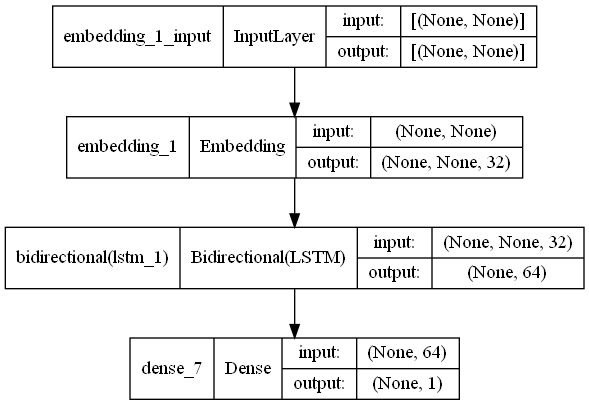 embedding_1_input InputLayer input: [(None, None)]
output: [(None, None)]
embedding_1 Embedding input: (None, None)
output: (None, None, 32)
bidirectional(lstm_1) Bidirectional(LSTM) input: (None, None, 32)
output: (None, 64)
dense_7 Dense input: (None, 64)
output: (None, 1)